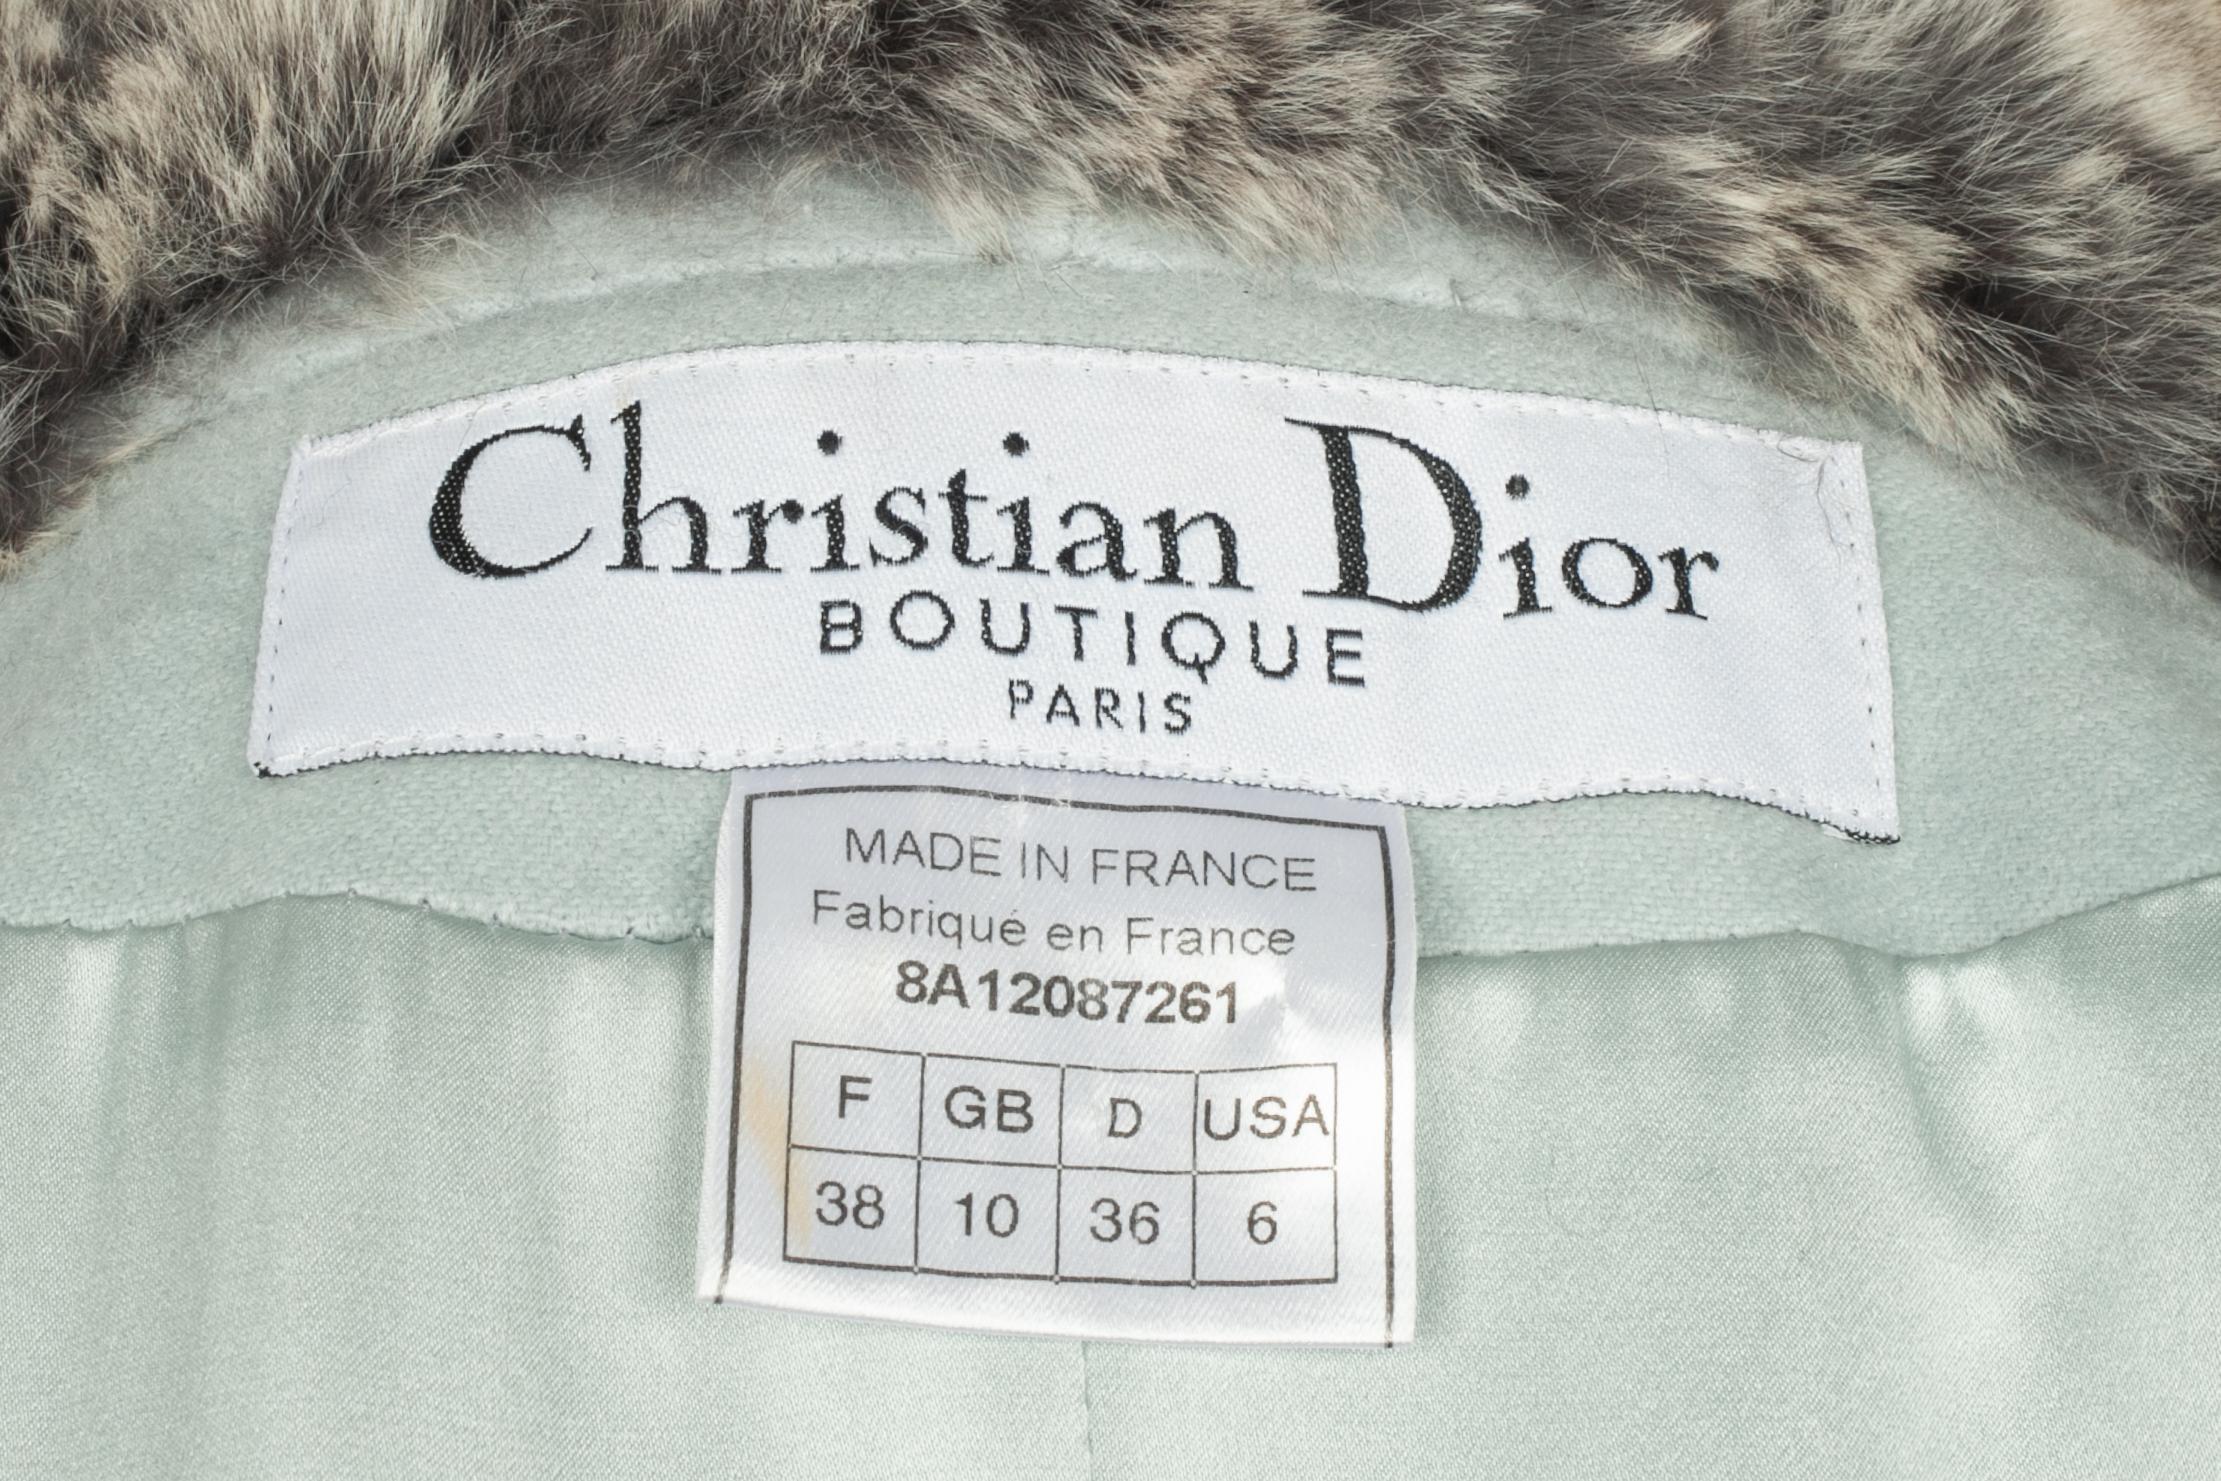 Christian Dior
BOUTIQUE
PARIS
MADE IN FRANCE
Fabriqué en France
8A12087261
F GB D USA
38 10 36 6